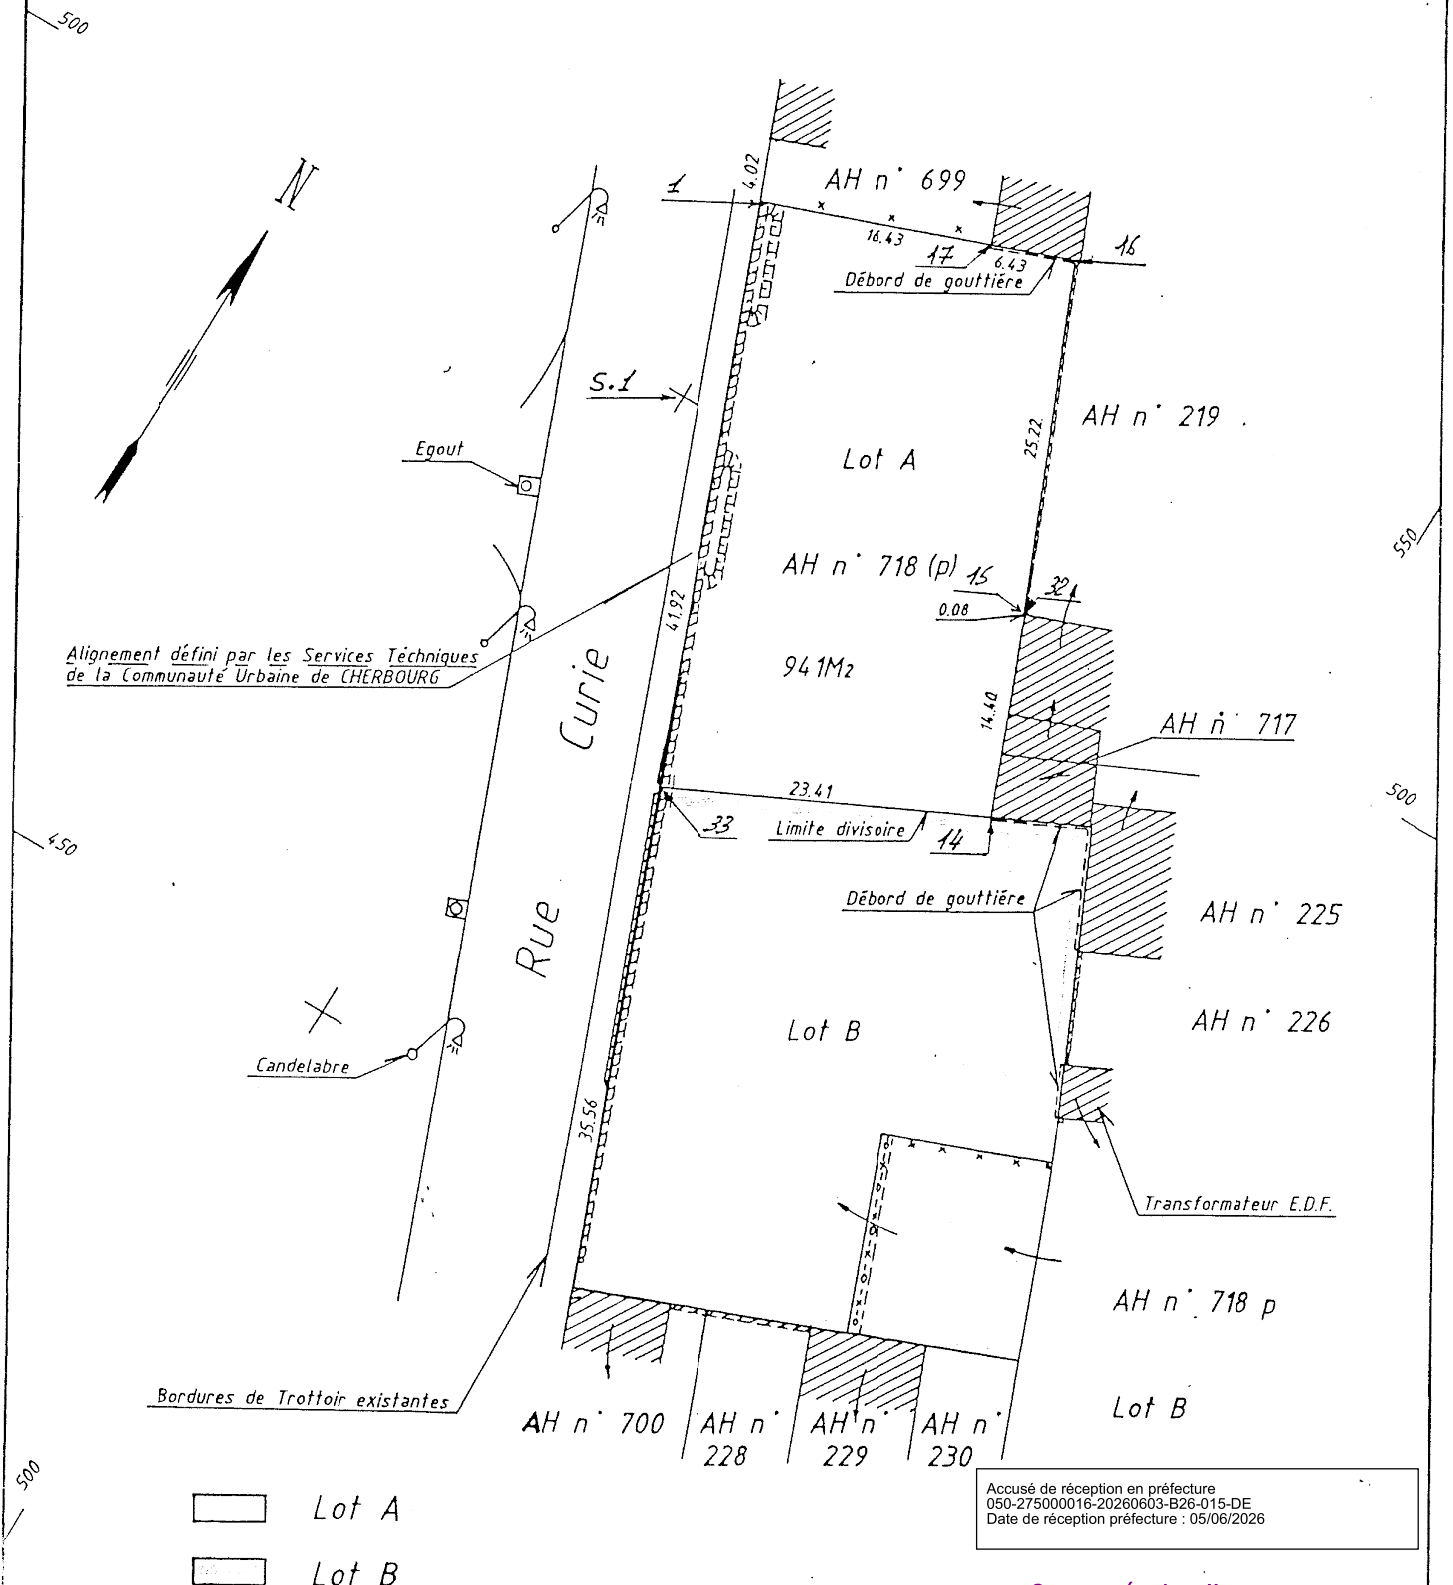 500
N
4.02
1
AH n° 699
16.43
17
6.43
16
Débord de gouttiére
S.1
AH n° 219
25.22
Egout
Lot A
550
AH n° 718 (p)
15
32
0.08
41.92
Alignement défini par les Services Téchniques
de la Communauté Urbaine de CHERBOURG
941M2
14.40
AH n° 717
Rue Curie
23.41
500
33
Limite divisoire
14
450
Débord de gouttiére
AH n° 225
AH n° 226
Lot B
Candelabre
35.56
Transformateur E.D.F.
AH n° 718 p
Bordures de Trottoir existantes
Lot B
AH n° 700
AH n°
228
AH n°
229
AH n°
230
500
Accusé de réception en préfecture
050-275000016-20260603-B26-015-DE
Date de réception préfecture : 05/06/2026
Lot A
Lot B